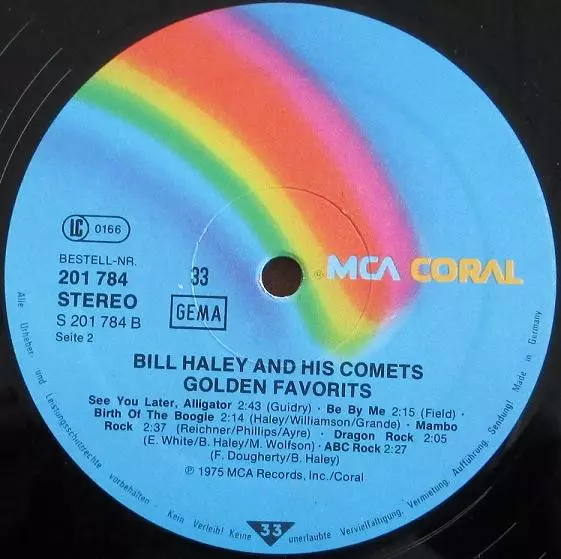 LC 0166
BESTELL-NR.
201 784
33
STEREO
GEMA
S 201 784 B
Seite 2
MCA CORAL
BILL HALEY AND HIS COMETS
GOLDEN FAVORITS
See You Later, Alligator 2:43 (Guidry) · Be By Me 2:15 (Field) ·
Birth Of The Boogie 2:14 (Haley/Williamson/Grande) · Mambo
Rock 2:37 (Reichner/Phillips/Ayre) · Dragon Rock 2:05
(E. White/B. Haley/M. Wolfson) · ABC Rock 2:27
(F. Dougherty/B. Haley)
℗ 1975 MCA Records, Inc./Coral
Alle Urheber- und Leistungsschutzrechte vorbehalten · Kein Verleih! Keine unerlaubte Vervielfältigung, Vermietung, Aufführung, Sendung! Made in Germany
33